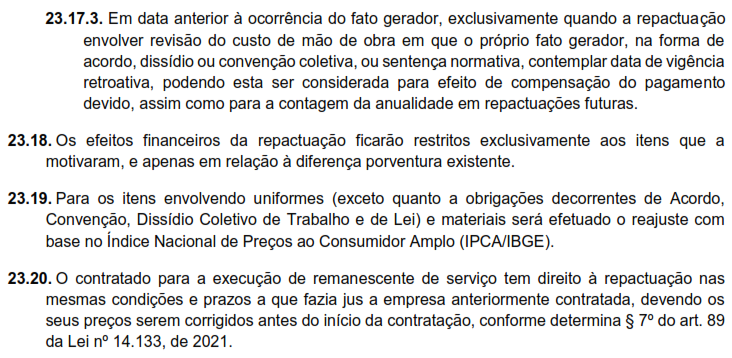 23.17.3. Em data anterior à ocorrência do fato gerador, exclusivamente quando a repactuação
envolver revisão do custo de mão de obra em que o próprio fato gerador, na forma de
acordo, dissídio ou convenção coletiva, ou sentença normativa, contemplar data de vigência
retroativa, podendo esta ser considerada para efeito de compensação do pagamento
devido, assim como para a contagem da anualidade em repactuações futuras.
23.18. Os efeitos financeiros da repactuação ficarão restritos exclusivamente aos itens que a
motivaram, e apenas em relação à diferença porventura existente.
23.19. Para os itens envolvendo uniformes (exceto quanto a obrigações decorrentes de Acordo,
Convenção, Dissídio Coletivo de Trabalho e de Lei) e materiais será efetuado o reajuste com
base no Índice Nacional de Preços ao Consumidor Amplo (IPCA/IBGE).
23.20. O contratado para a execução de remanescente de serviço tem direito à repactuação nas
mesmas condições e prazos a que fazia jus a empresa anteriormente contratada, devendo os
seus preços serem corrigidos antes do início da contratação, conforme determina § 7º do art. 89
da Lei nº 14.133, de 2021.